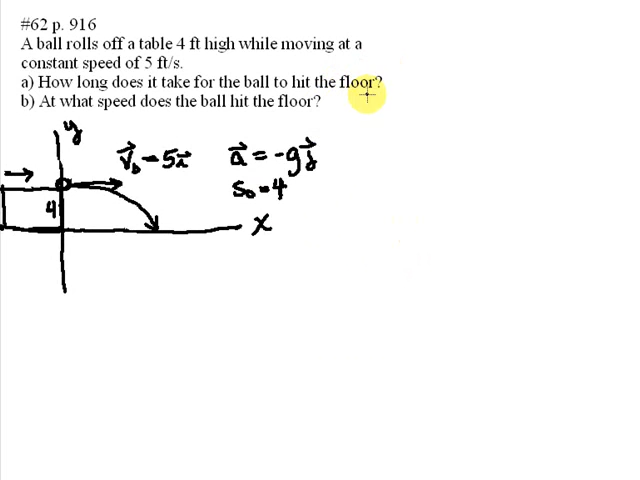 #62 p. 916
A ball rolls off a table 4 ft high while moving at a
constant speed of 5 ft/s.
a) How long does it take for the ball to hit the floor?
b) At what speed does the ball hit the floor?
y
v⃗₀ = 5i⃗ a⃗ = -gj⃗
s₀ = 4
4
x